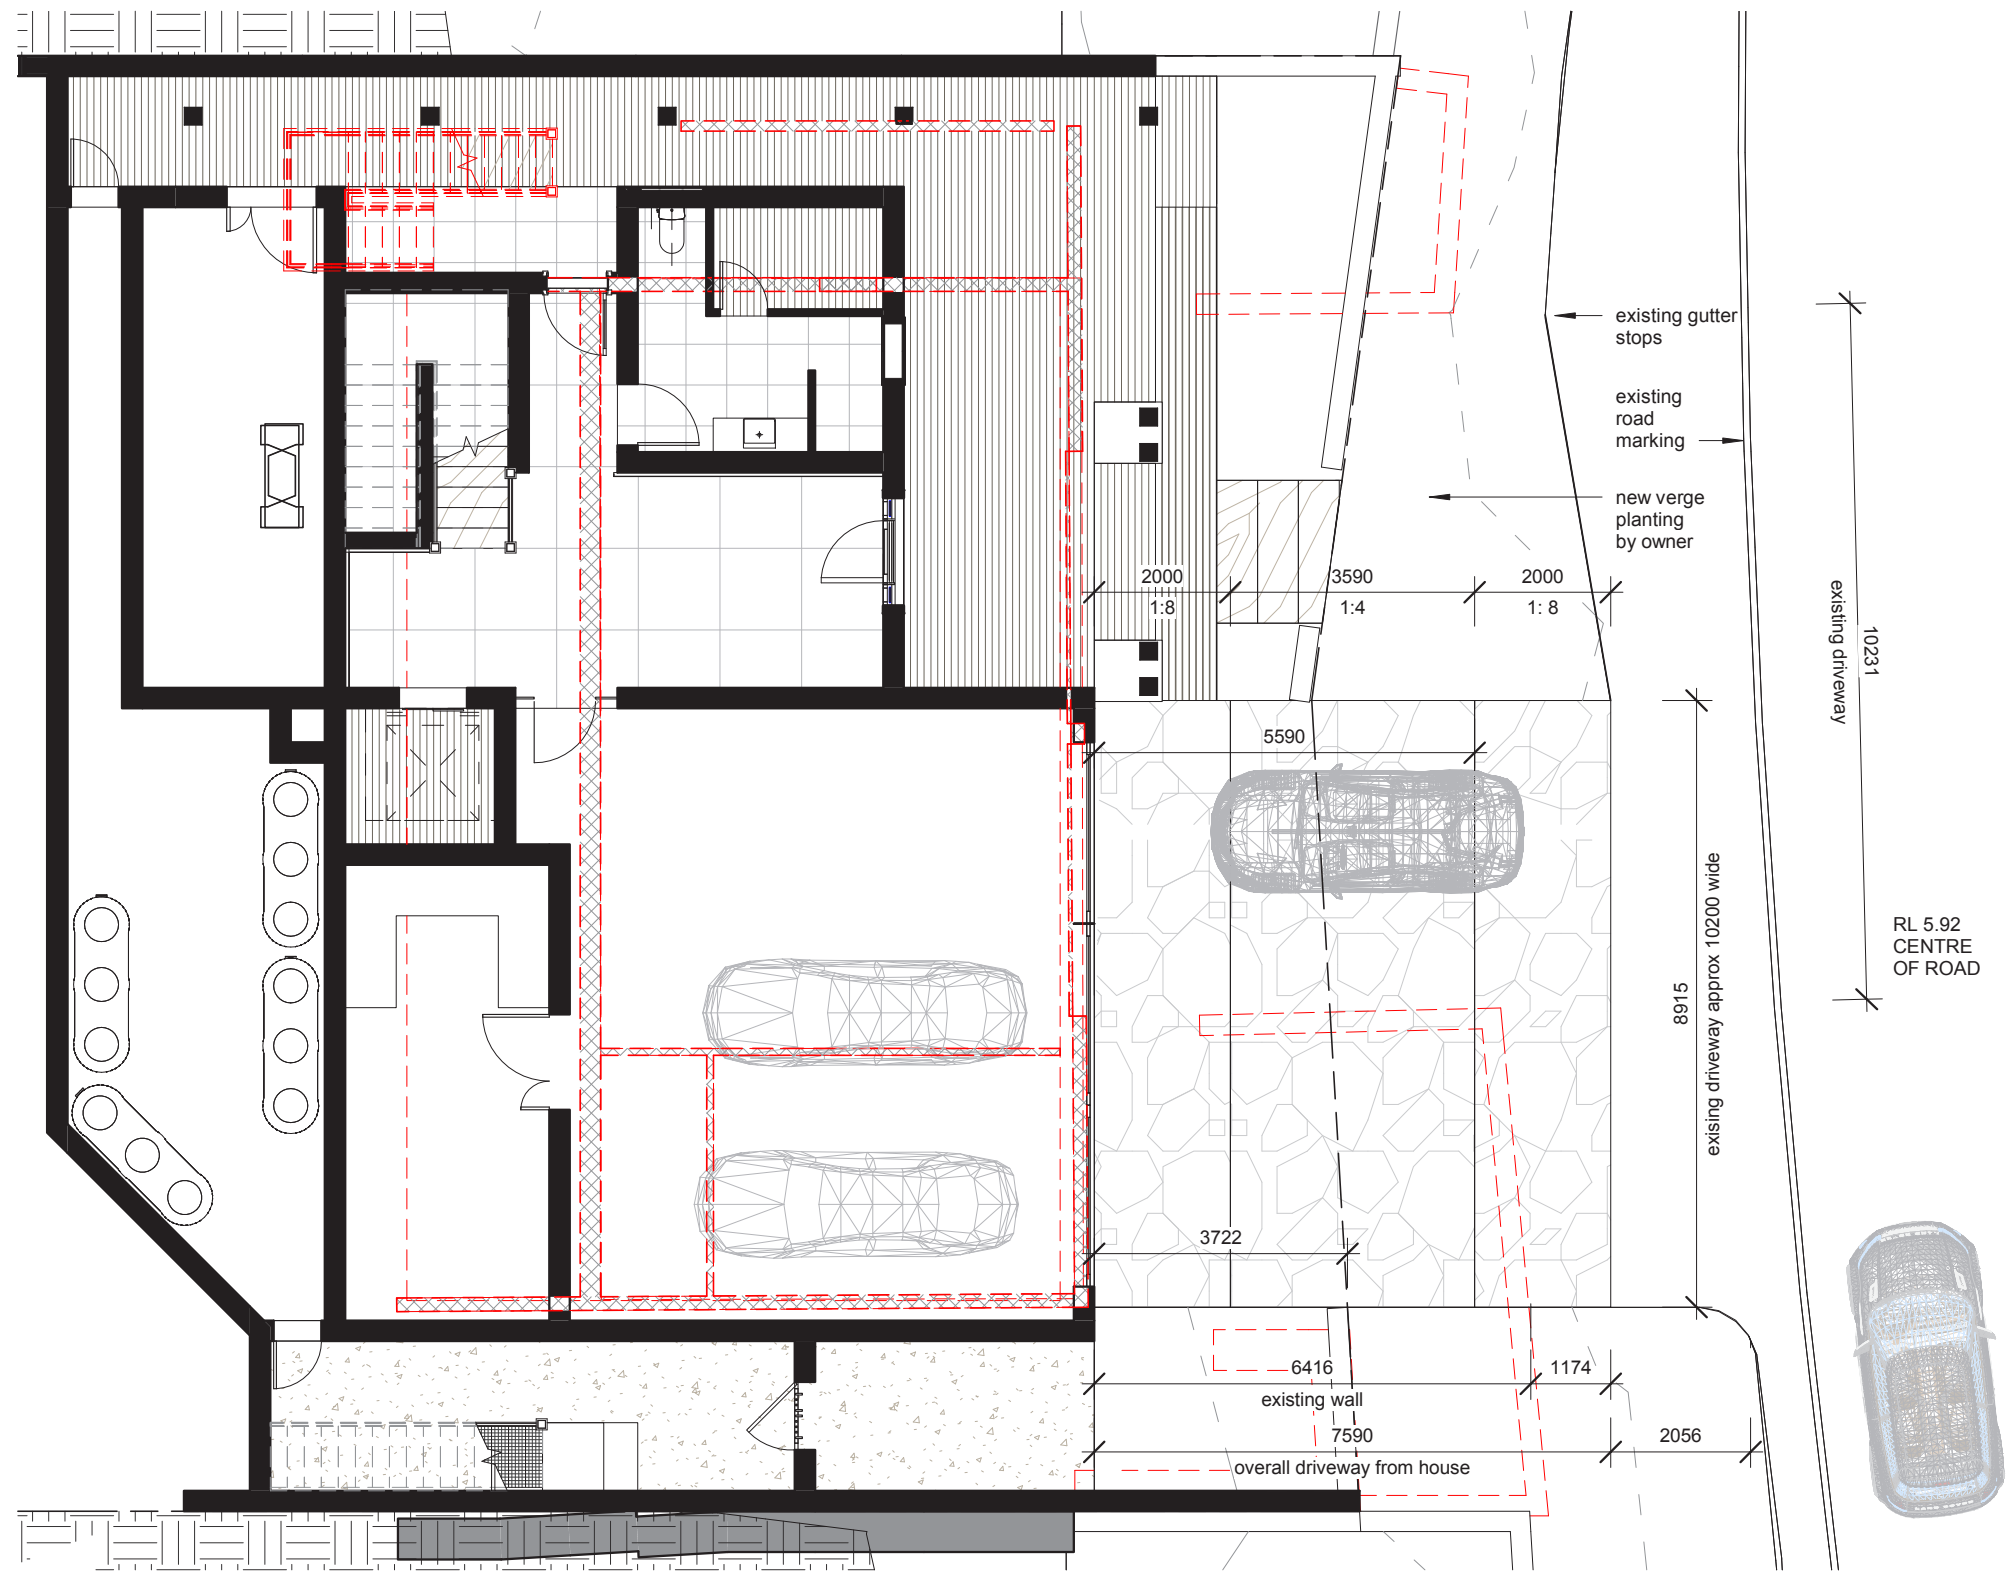 existing gutter
stops
existing
road
marking
new verge
planting
by owner
2000
3590
2000
1:8
1:4
1: 8
10231
existing driveway
5590
RL 5.92
CENTRE
OF ROAD
8915
exising driveway approx 10200 wide
3722
6416
1174
existing wall
7590
2056
overall driveway from house